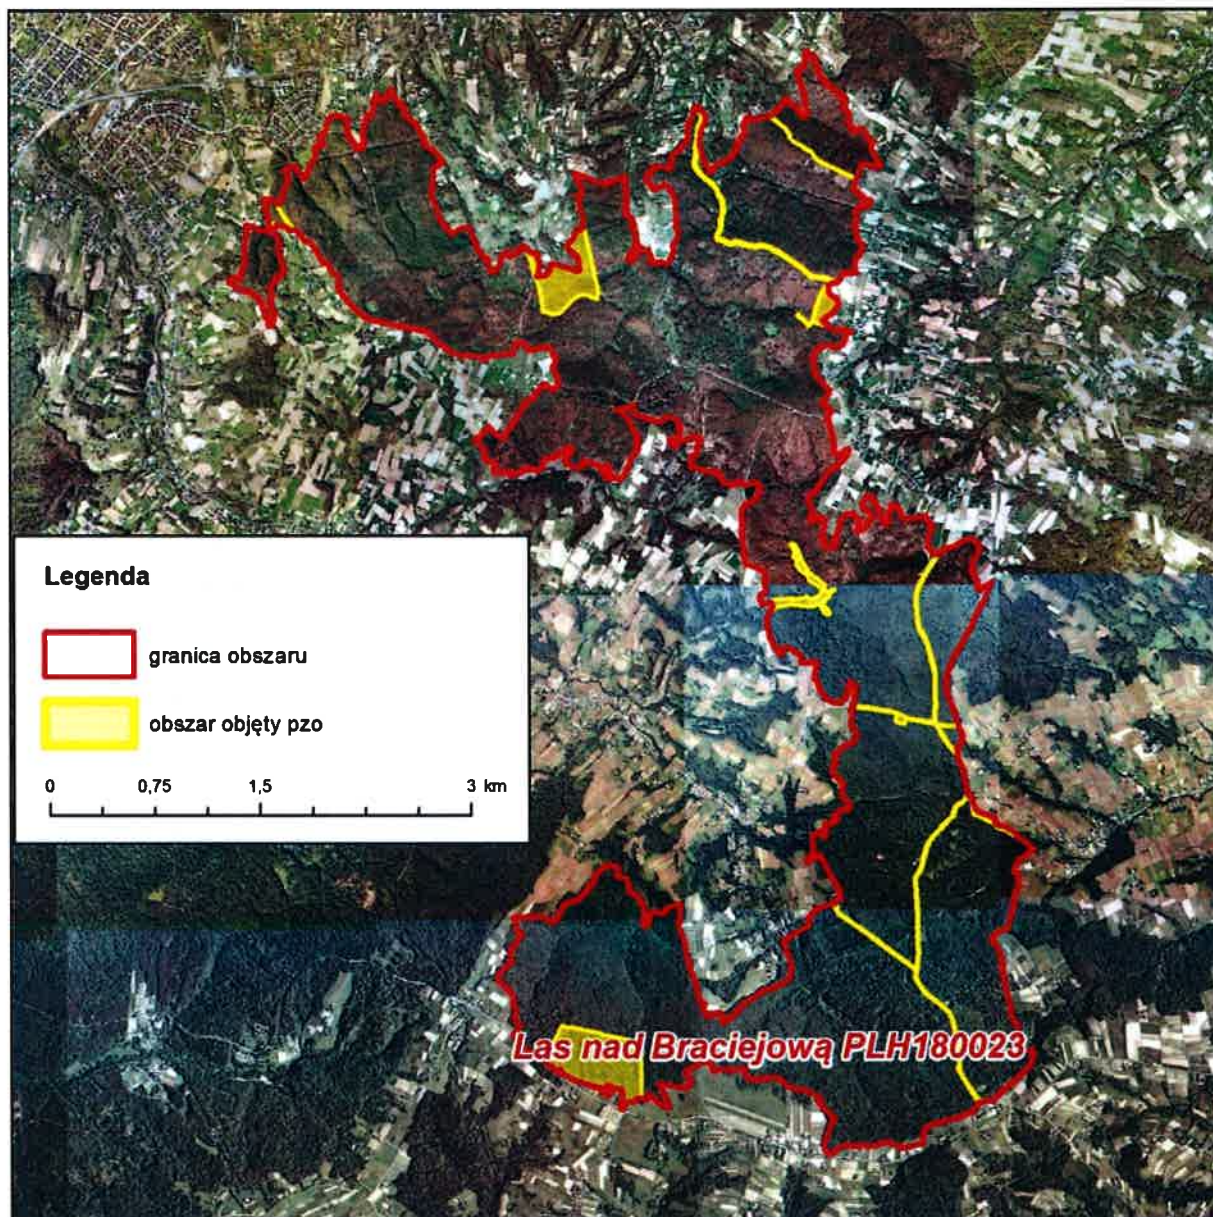 Legenda
granica obszaru
obszar objęty pzo
0 0,75 1,5 3 km
Las nad Braciejową PLH180023